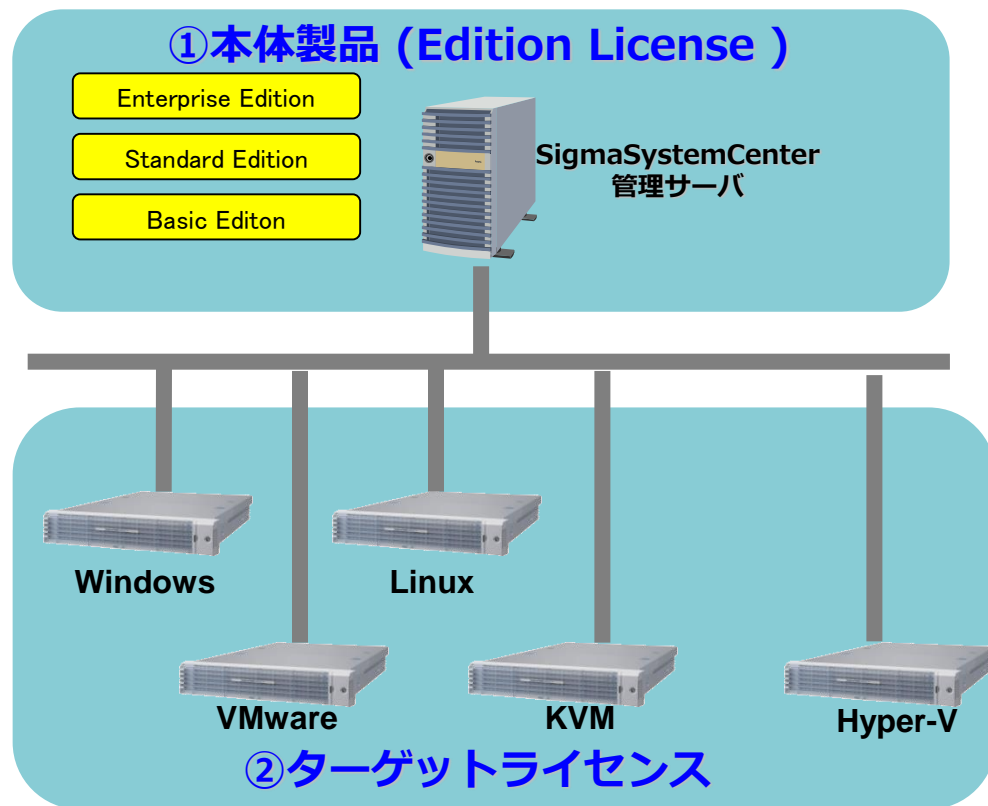 ①本体製品 (Edition License )
Enterprise Edition
Standard Edition
Basic Editon
SigmaSystemCenter
管理サーバ
Windows
Linux
VMware
KVM
Hyper-V
②ターゲットライセンス